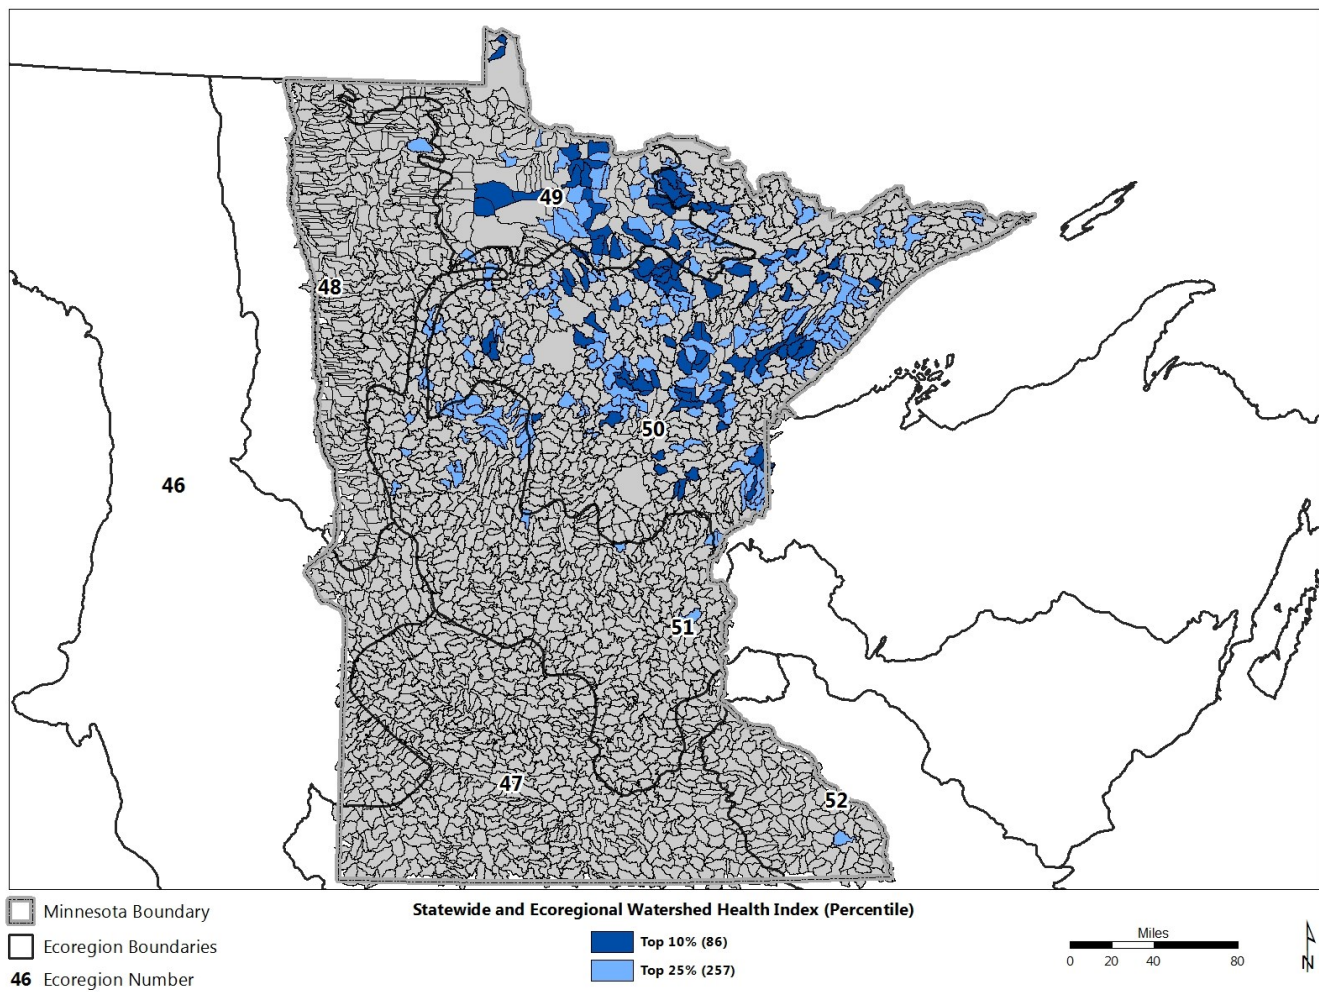 49
48
50
46
51
47
52
Minnesota Boundary
Ecoregion Boundaries
46 Ecoregion Number
Statewide and Ecoregional Watershed Health Index (Percentile)
Top 10% (86)
Top 25% (257)
Miles
0 20 40 80
N